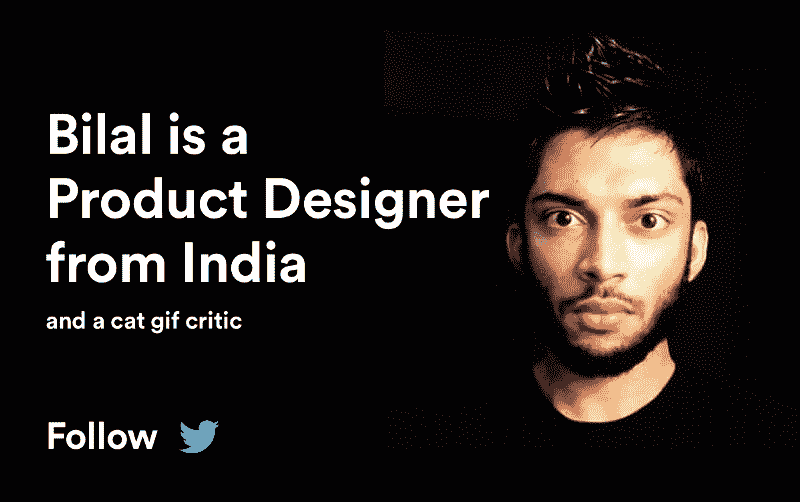 Bilal is a
Product Designer
from India
and a cat gif critic
Follow